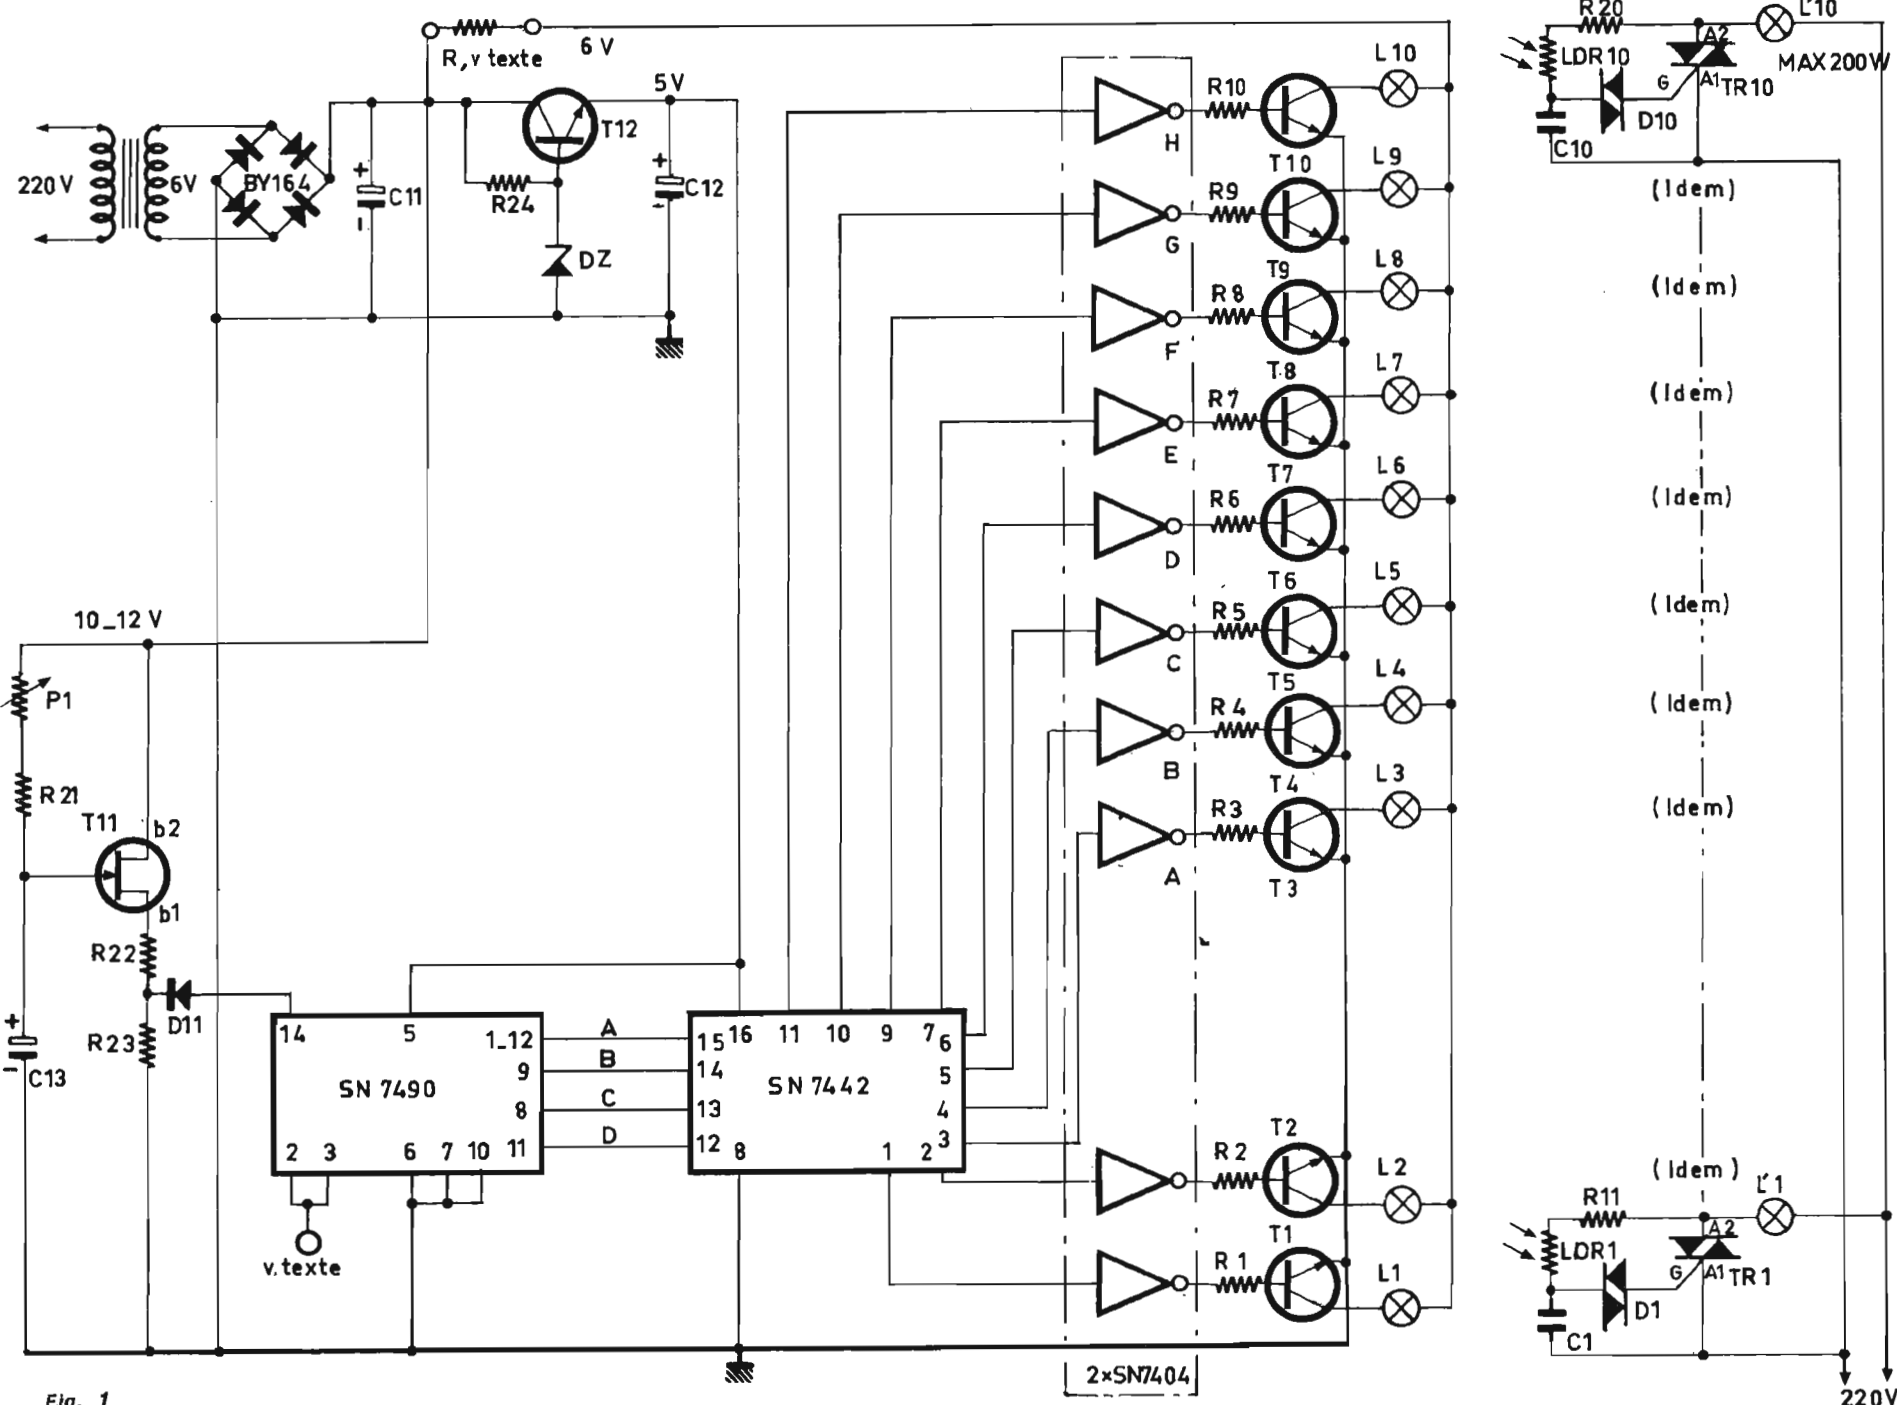 R, v texte
6 V
5V
T12
220 V
6V
BY164
+
C11
-
R24
DZ
+
C12
-
10_12 V
P1
R21
T11
b2
b1
R22
D11
R23
+
C13
-
14
5
1_12
9
8
11
SN 7490
2
3
6
7
10
v. texte
A
B
C
D
15
16
11
10
9
7
6
14
5
SN 7442
13
4
12
8
1
2
3
H
R10
T10
L10
G
R9
T9
L9
F
R8
T8
L8
E
R7
T7
L7
D
R6
T6
L6
C
R5
T5
L5
B
R4
T4
L4
A
R3
T3
L3
R2
T2
L2
R1
T1
L1
2xSN7404
R20
L'10
LDR10
A2
MAX 200W
G
A1
TR10
D10
C10
(Idem)
(Idem)
(Idem)
(Idem)
(Idem)
(Idem)
(Idem)
(Idem)
R11
L'1
LDR1
A2
G
A1
TR1
D1
C1
220V
Fig. 1